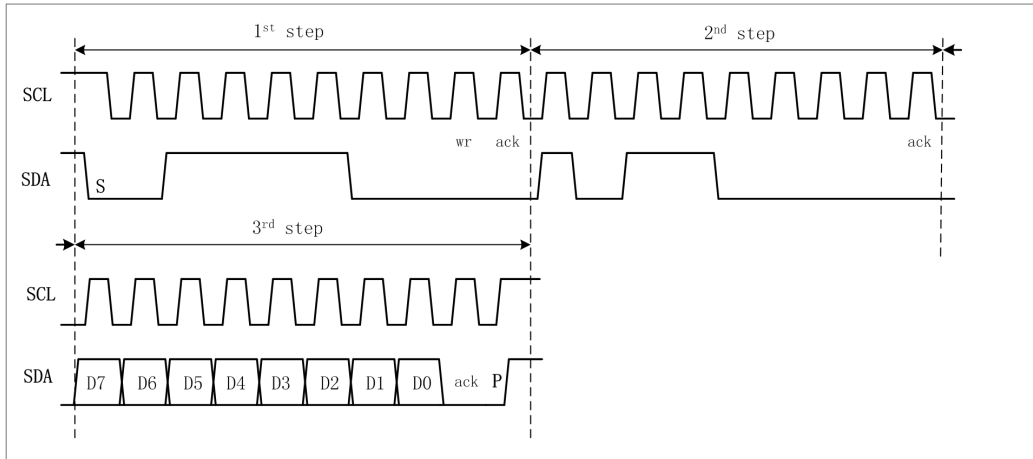 1st step 2nd step
SCL
wr ack ack
SDA S
3rd step
SCL
SDA D7 D6 D5 D4 D3 D2 D1 D0 ack P